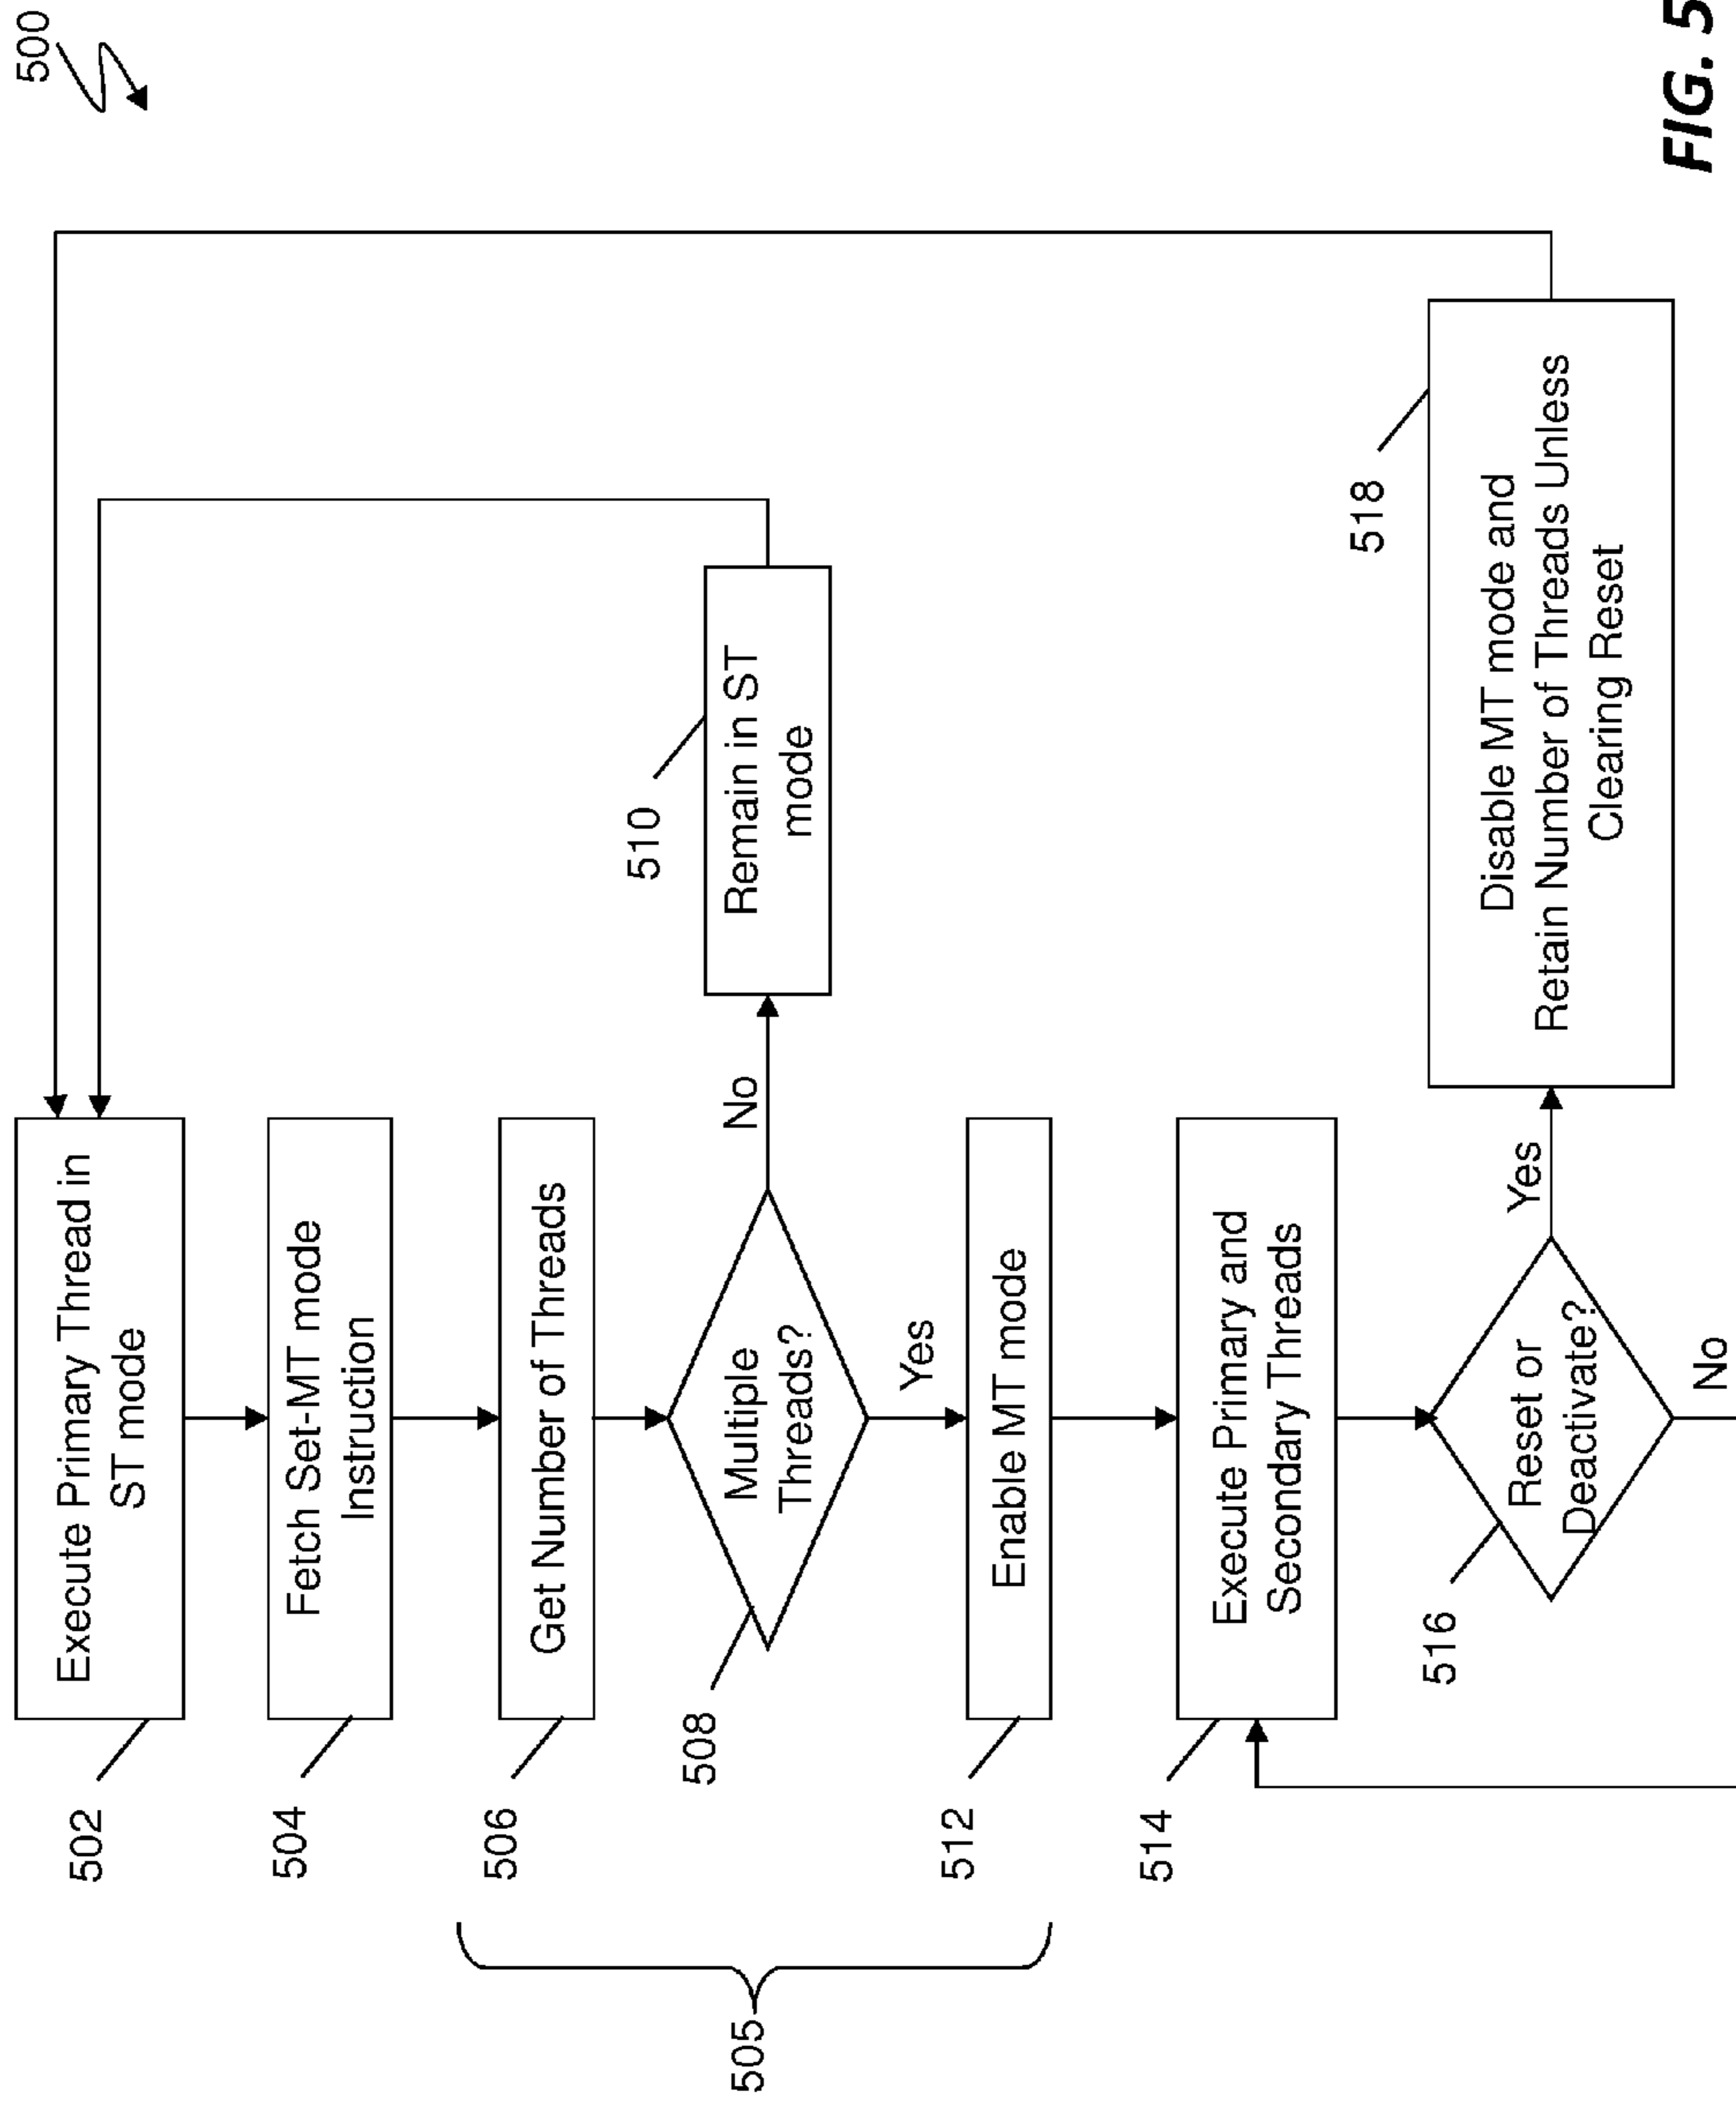 500
502
Execute Primary Thread in
ST mode
504
Fetch Set-MT mode
Instruction
505
506
Get Number of Threads
508
Multiple
Threads?
No
510
Remain in ST
mode
Yes
512
Enable MT mode
514
Execute Primary and
Secondary Threads
516
Reset or
Deactivate?
Yes
518
Disable MT mode and
Retain Number of Threads Unless
Clearing Reset
No
FIG. 5